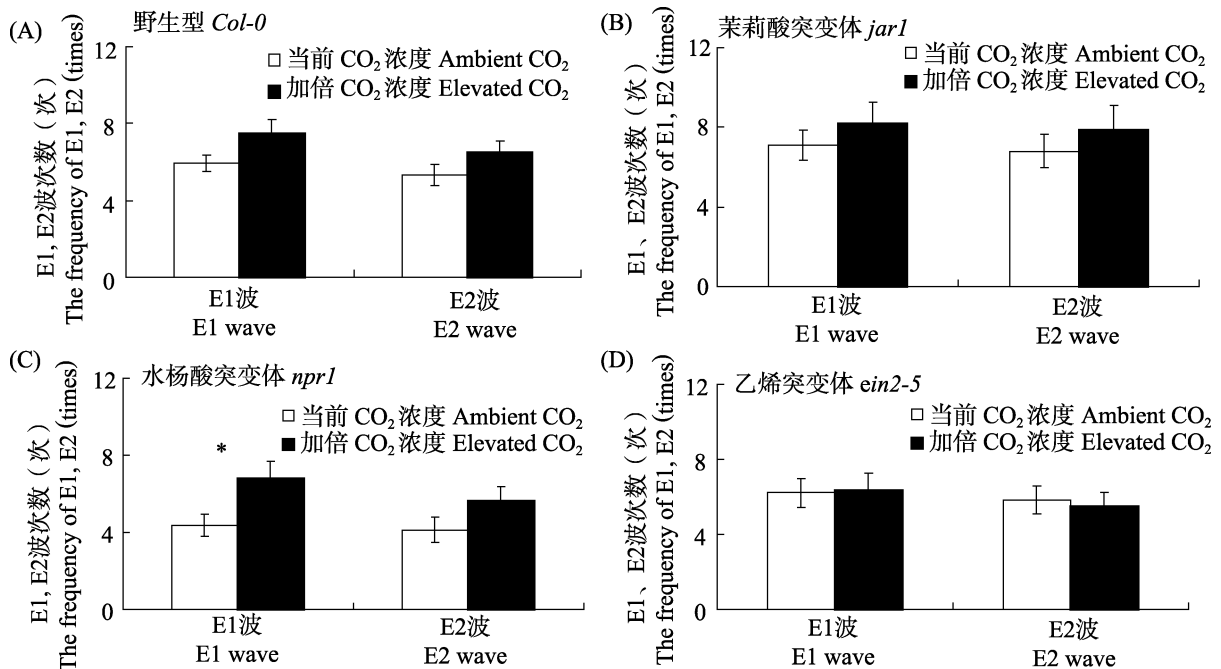 (A)
野生型 Col-0
当前 CO₂ 浓度 Ambient CO₂
加倍 CO₂ 浓度 Elevated CO₂
E1, E2波次数（次）
The frequency of E1, E2 (times)
12
8
4
0
E1波
E1 wave
E2波
E2 wave
(B)
茉莉酸突变体 jar1
当前 CO₂ 浓度 Ambient CO₂
加倍 CO₂ 浓度 Elevated CO₂
E1、E2波次数（次）
The frequency of E1, E2 (times)
12
8
4
0
E1波
E1 wave
E2波
E2 wave
(C)
水杨酸突变体 npr1
当前 CO₂ 浓度 Ambient CO₂
加倍 CO₂ 浓度 Elevated CO₂
E1, E2波次数（次）
The frequency of E1, E2 (times)
12
8
4
0
*
E1波
E1 wave
E2波
E2 wave
(D)
乙烯突变体 ein2-5
当前 CO₂ 浓度 Ambient CO₂
加倍 CO₂ 浓度 Elevated CO₂
E1、E2波次数（次）
The frequency of E1, E2 (times)
12
8
4
0
E1波
E1 wave
E2波
E2 wave